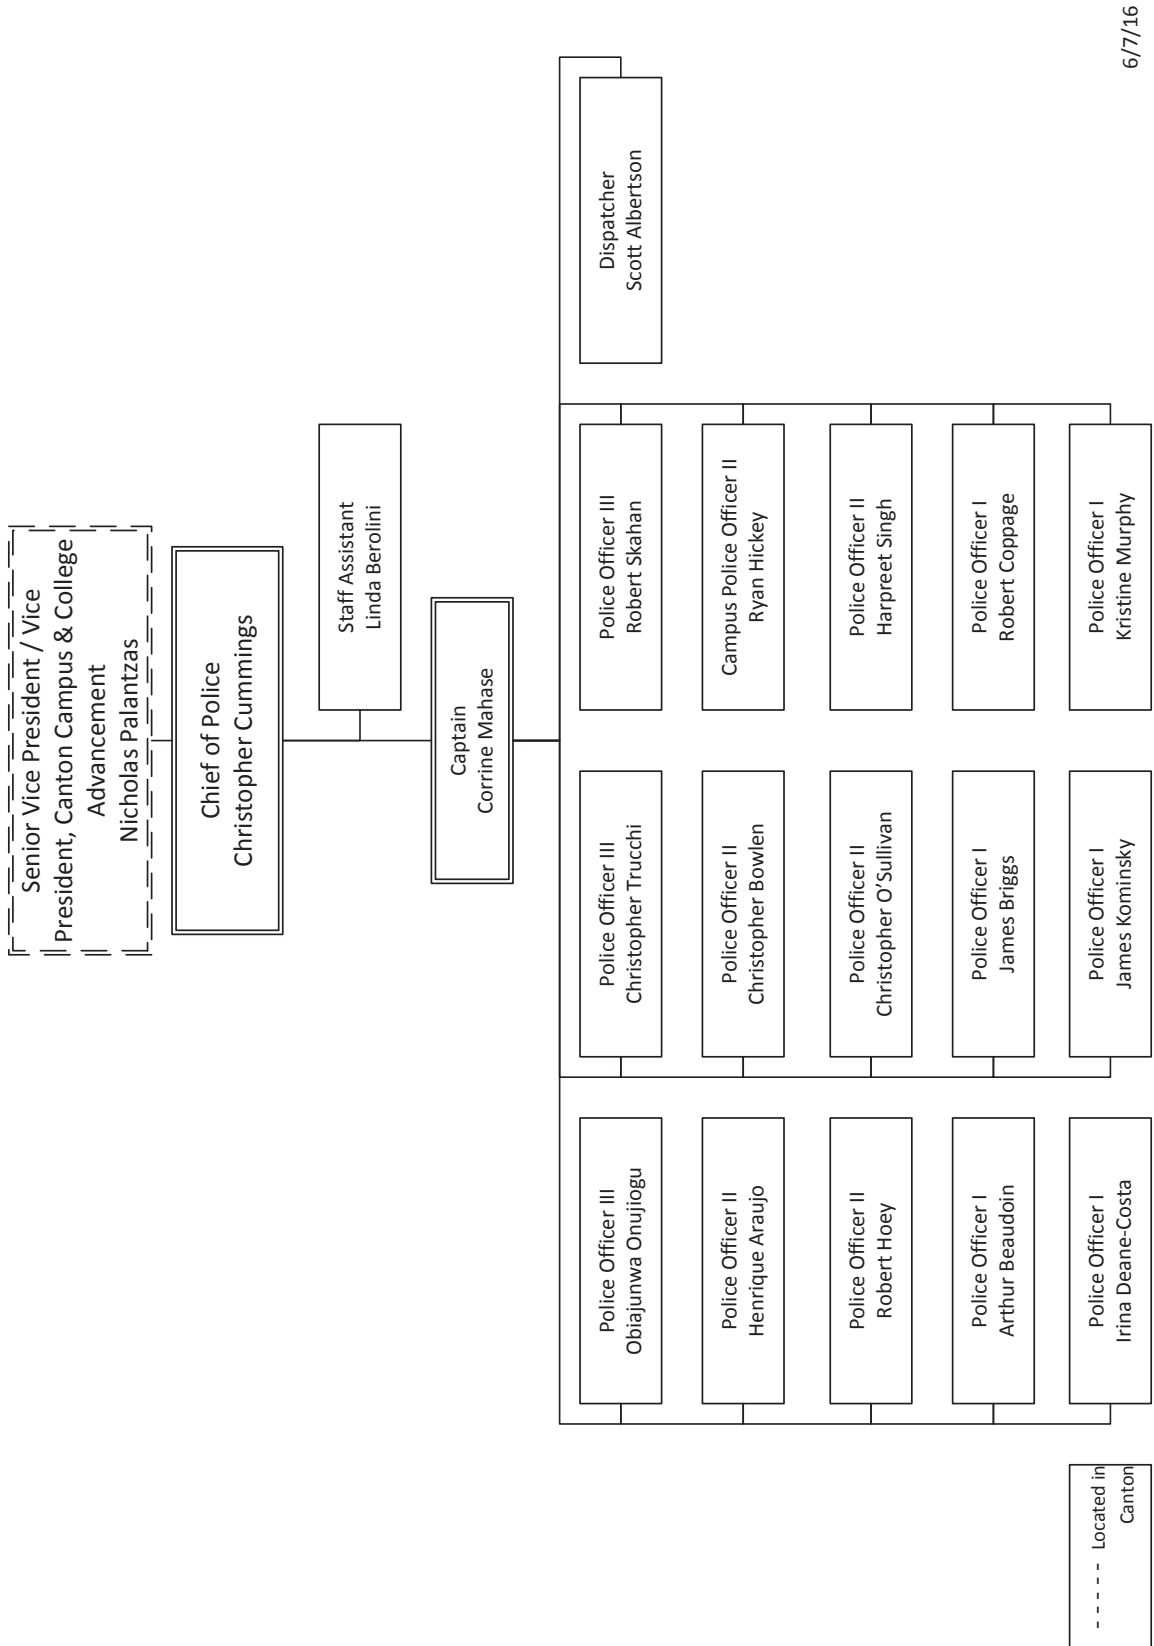 Senior Vice President / Vice
President, Canton Campus & College
Advancement
Nicholas Palantzas
Chief of Police
Christopher Cummings
Staff Assistant
Linda Berolini
Captain
Corrine Mahase
Police Officer III
Obiajunwa Onujiogu
Police Officer III
Christopher Trucchi
Police Officer III
Robert Skahan
Dispatcher
Scott Albertson
Police Officer II
Henrique Araujo
Police Officer II
Christopher Bowlen
Campus Police Officer II
Ryan Hickey
Police Officer II
Robert Hoey
Police Officer II
Christopher O’Sullivan
Police Officer II
Harpreet Singh
Police Officer I
Arthur Beaudoin
Police Officer I
James Briggs
Police Officer I
Robert Coppage
Police Officer I
Irina Deane-Costa
Police Officer I
James Kominsky
Police Officer I
Kristine Murphy
- - - - - Located in
Canton
6/7/16